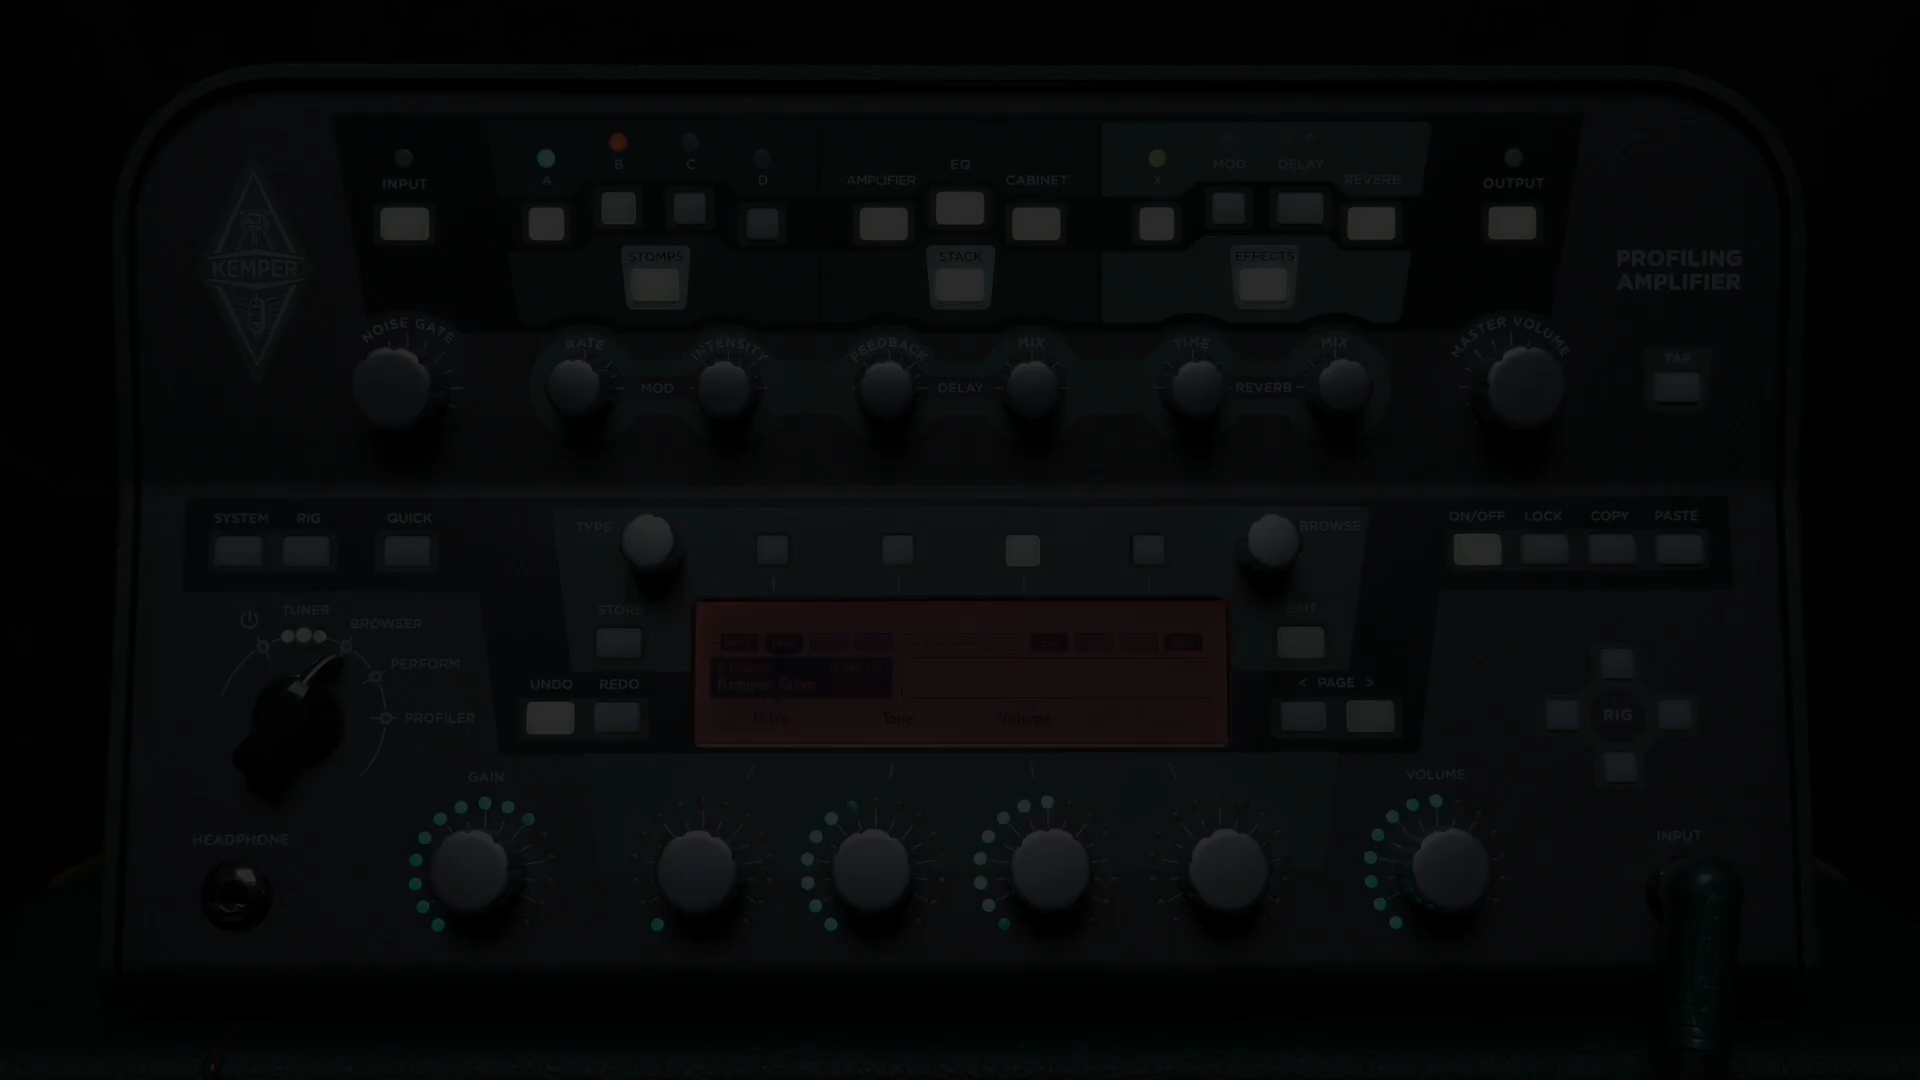 INPUT
A
B
C
D
AMPLIFIER
EQ
CABINET
X
MOD
DELAY
REVERB
OUTPUT
STOMPS
STACK
EFFECTS
KEMPER
PROFILING
AMPLIFIER
NOISE GATE
RATE
MOD
INTENSITY
FEEDBACK
DELAY
MIX
TIME
REVERB
MIX
MASTER VOLUME
TAP
SYSTEM
RIG
QUICK
TYPE
BROWSE
ON/OFF
LOCK
COPY
PASTE
STORE
EXIT
TUNER
BROWSER
PERFORM
PROFILER
UNDO
REDO
Kemper Drive
Drive
Tone
Volume
< PAGE >
RIG
GAIN
VOLUME
HEADPHONE
INPUT